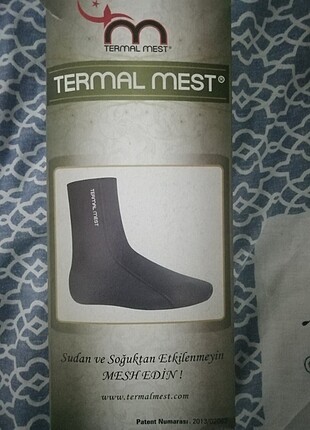 TERMAL MEST®
TERMAL MEST®
TERMAL MEST
Sudan ve Soğuktan Etkilenmeyin
MESH EDİN !
www.termalmest.com
Patent Numarası: